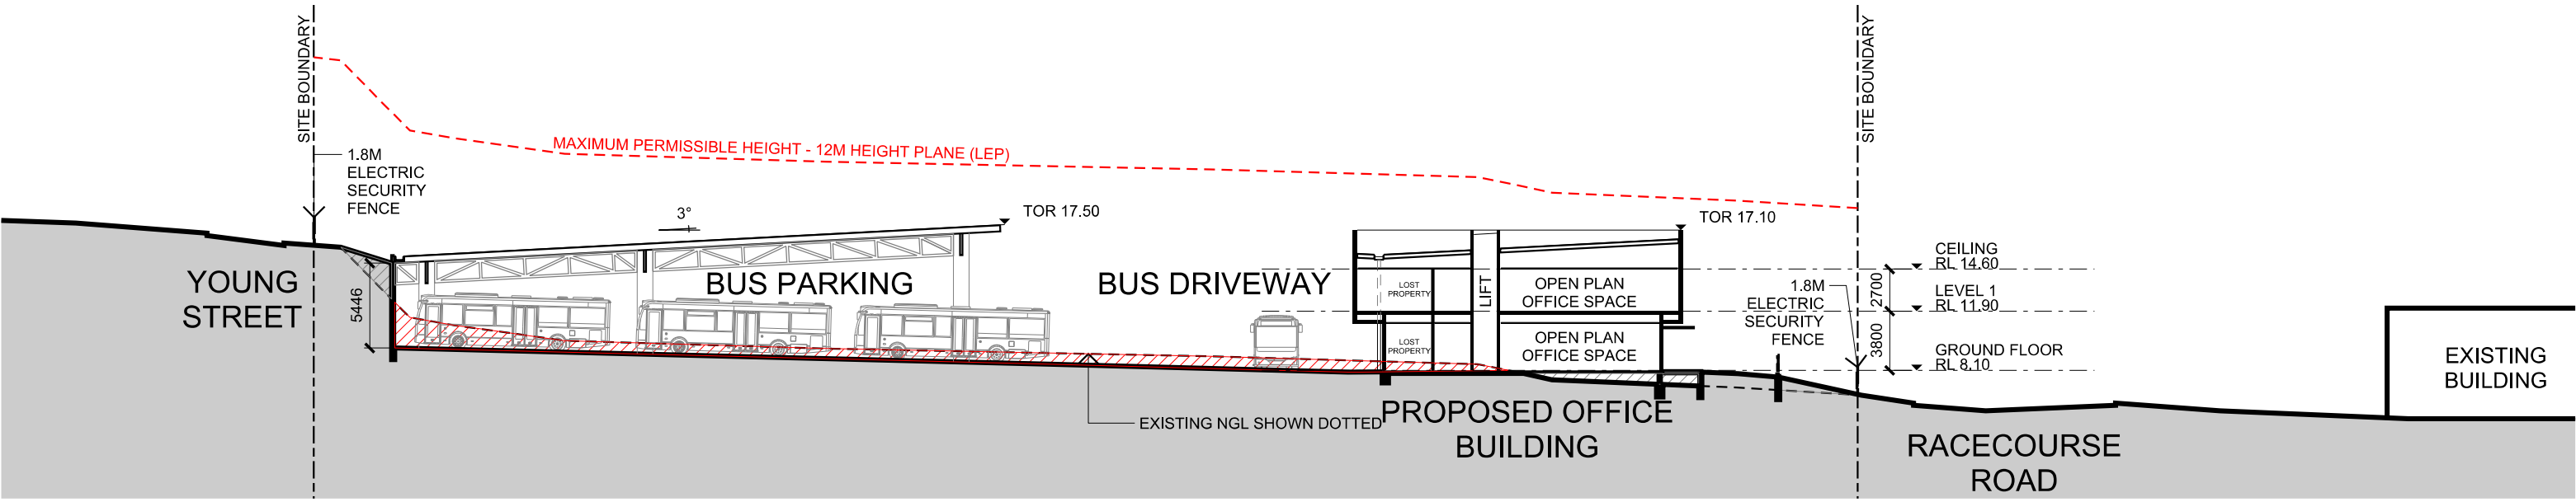 SITE BOUNDARY
SITE BOUNDARY
MAXIMUM PERMISSIBLE HEIGHT - 12M HEIGHT PLANE (LEP)
1.8M
ELECTRIC
SECURITY
FENCE
3°
TOR 17.50
TOR 17.10
YOUNG
STREET
5446
BUS PARKING
BUS DRIVEWAY
LOST
PROPERTY
LIFT
OPEN PLAN
OFFICE SPACE
LOST
PROPERTY
OPEN PLAN
OFFICE SPACE
1.8M
ELECTRIC
SECURITY
FENCE
2700
3800
CEILING
RL 14.60
LEVEL 1
RL 11.90
GROUND FLOOR
RL 8.10
EXISTING
BUILDING
EXISTING NGL SHOWN DOTTED
PROPOSED OFFICE
BUILDING
RACECOURSE
ROAD